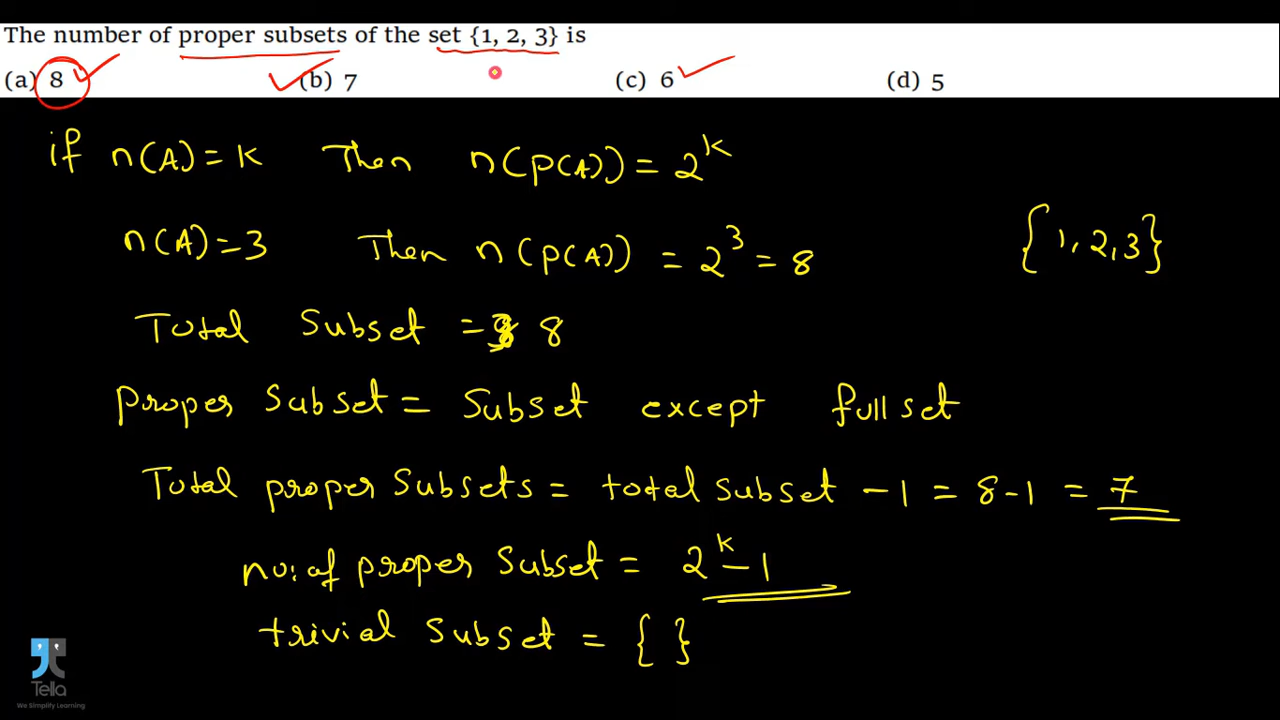 The number of proper subsets of the set {1, 2, 3} is
(a) 8 (b) 7 (c) 6 (d) 5
if n(A) = k Then n(P(A)) = 2^k
n(A) = 3 Then n(P(A)) = 2^3 = 8
{1, 2, 3}
Total Subset = 8
Proper Subset = Subset except full set
Total proper Subsets = total subset - 1 = 8 - 1 = 7
no: of proper Subset = 2^k - 1
trivial Subset = { }
Tella
We Simplify Learning